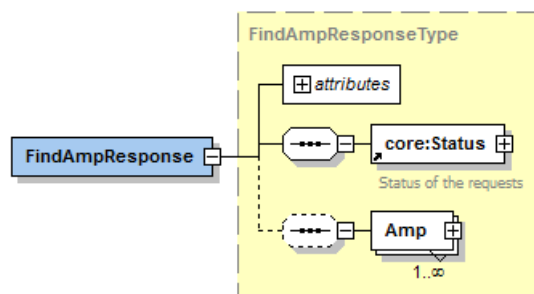 FindAmpResponseType
attributes
FindAmpResponse
core:Status
Status of the requests
Amp
1..∞